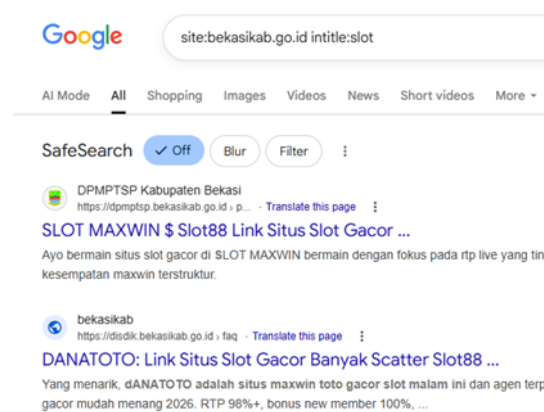 Google
site:bekasikab.go.id intitle:slot
AI Mode All Shopping Images Videos News Short videos More
SafeSearch Off Blur Filter
DPMPTSP Kabupaten Bekasi
https://dpmptsp.bekasikab.go.id › p... · Translate this page
SLOT MAXWIN $ Slot88 Link Situs Slot Gacor ...
Ayo bermain situs slot gacor di $LOT MAXWIN bermain dengan fokus pada rtp live yang tin
kesempatan maxwin terstruktur.
bekasikab
https://disdik.bekasikab.go.id › faq · Translate this page
DANATOTO: Link Situs Slot Gacor Banyak Scatter Slot88 ...
Yang menarik, dANATOTO adalah situs maxwin toto gacor slot malam ini dan agen terp
gacor mudah menang 2026. RTP 98%+, bonus new member 100%, ...